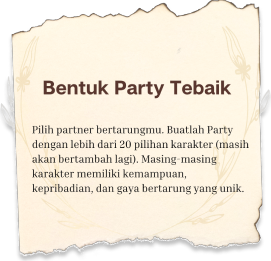 Bentuk Party Tebaik
Pilih partner bertarungmu. Buatlah Party
dengan lebih dari 20 pilihan karakter (masih
akan bertambah lagi). Masing-masing
karakter memiliki kemampuan,
kepribadian, dan gaya bertarung yang unik.